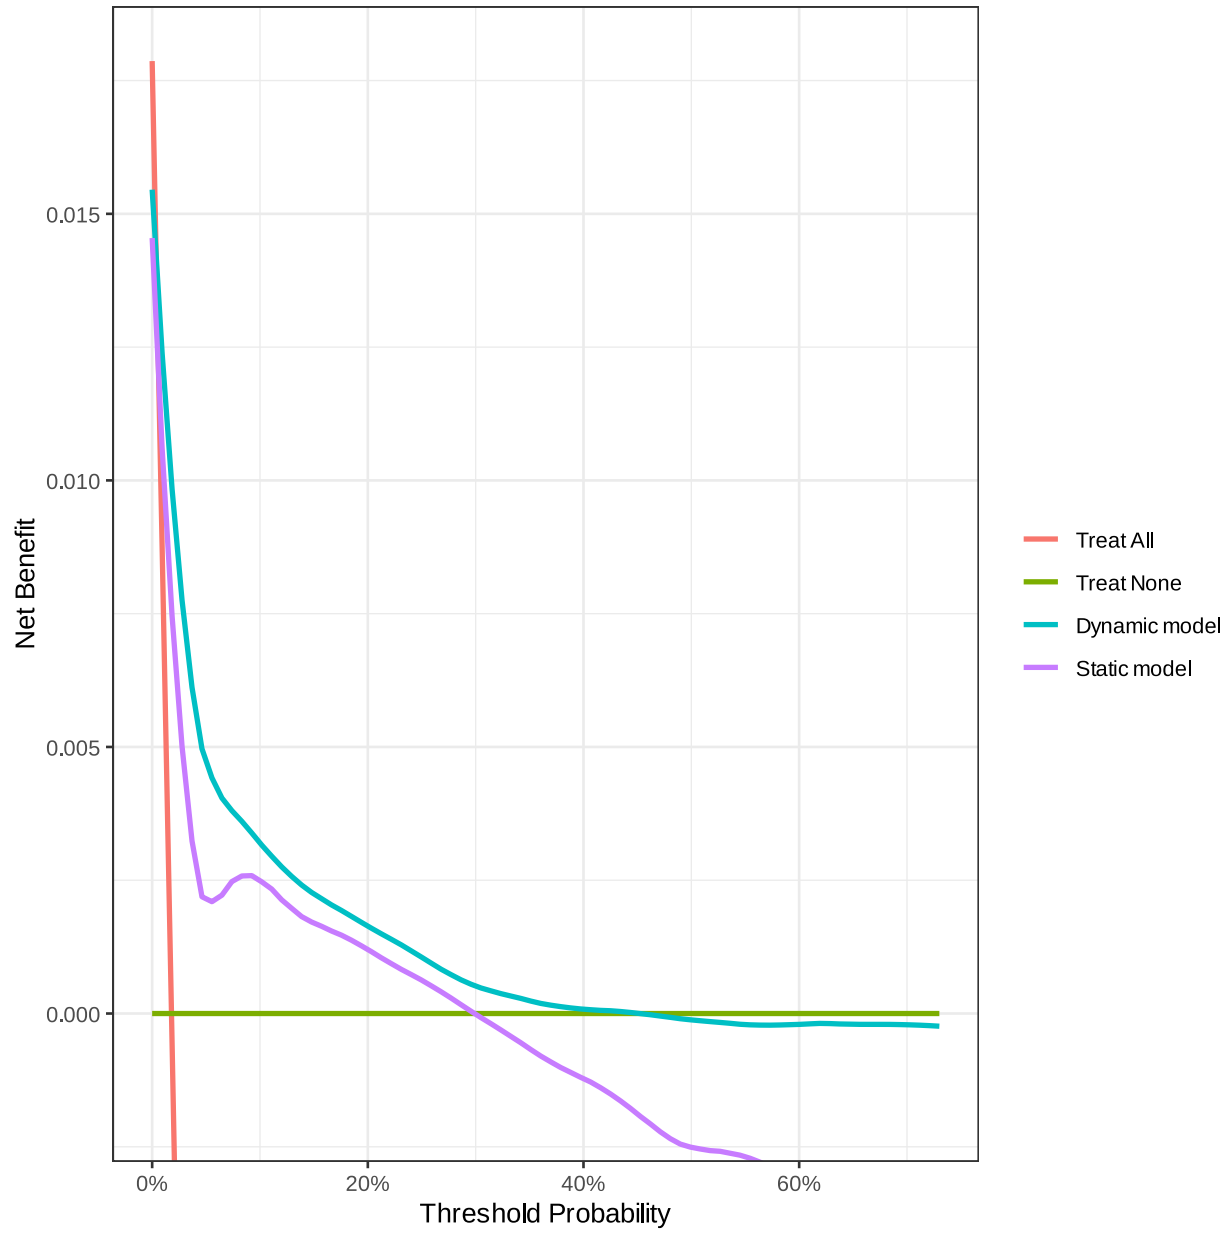 0.015
0.010
0.005
0.000
Net Benefit
0%
20%
40%
60%
Threshold Probability
Treat All
Treat None
Dynamic model
Static model